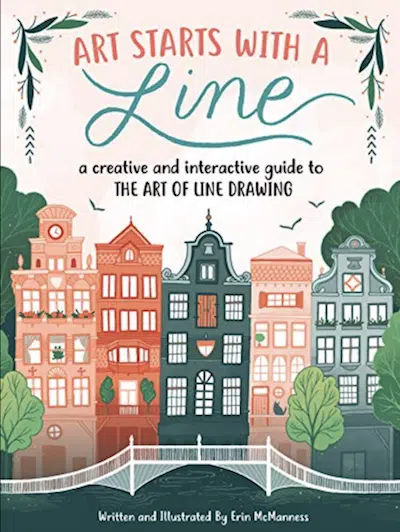 ART STARTS WITH A
Line
a creative and interactive guide to
THE ART OF LINE DRAWING
Written and Illustrated By Erin McManness